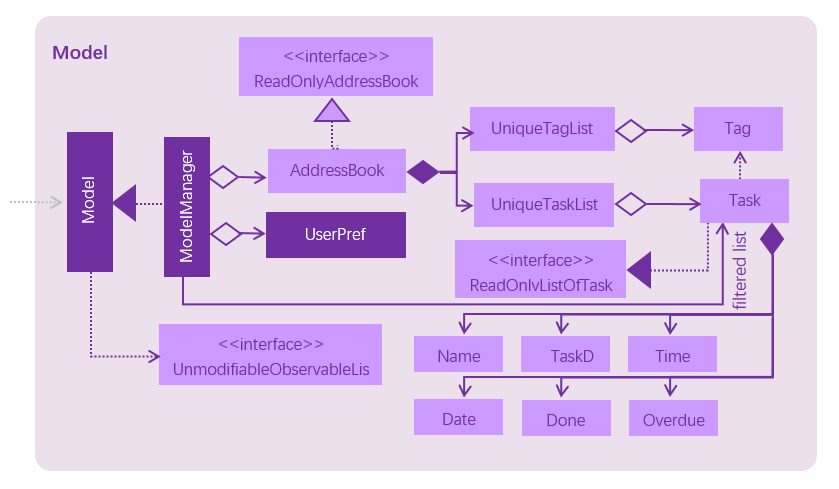 Model
<<interface>>
ReadOnlyAddressBook
UniqueTagList
Tag
Model
ModelManager
AddressBook
UniqueTaskList
Task
UserPref
filtered list
<<interface>>
ReadOnlyListOfTask
<<interface>>
UnmodifiableObservableLis
Name
TaskD
Time
Date
Done
Overdue